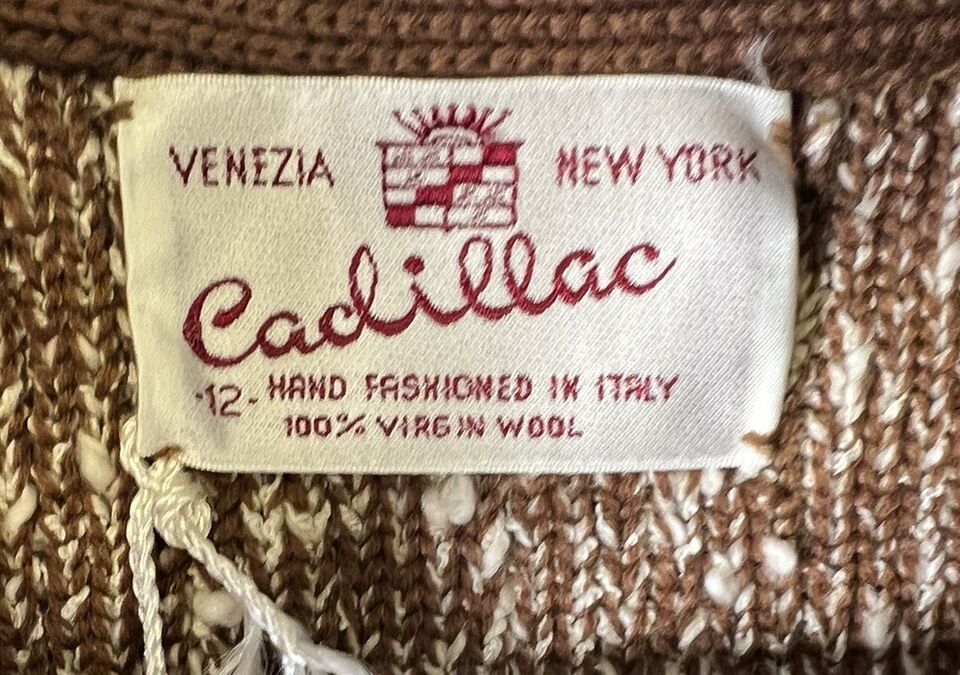 VENEZIA NEW YORK
Cadillac
-12- HAND FASHIONED IN ITALY
100% VIRGIN WOOL